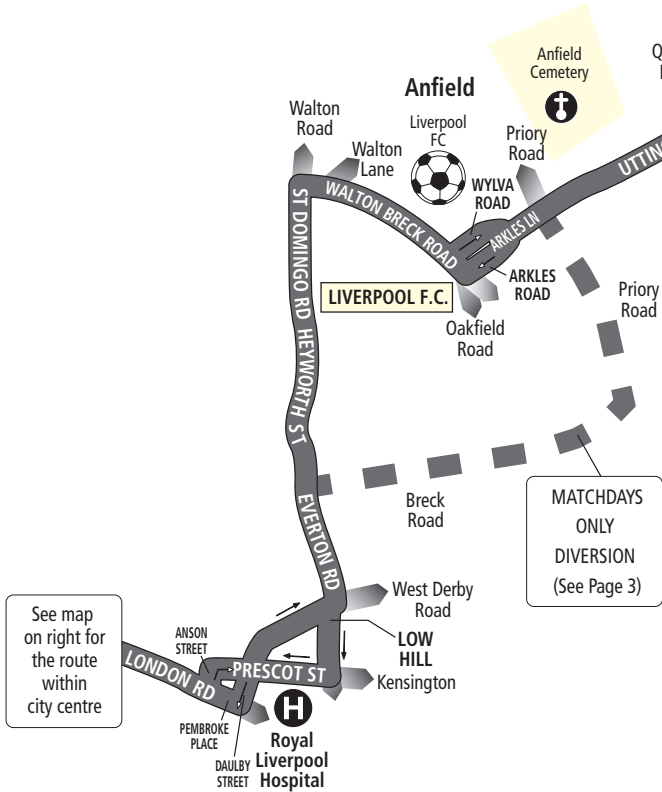 Anfield
Cemetery
Anfield
Liverpool
FC
Walton
Road
Walton
Lane
Priory
Road
UTTING
WYLVA
ROAD
ARKLES LN
WALTON BRECK ROAD
ARKLES
ROAD
LIVERPOOL F.C.
Oakfield
Road
Priory
Road
ST DOMINGO RD
HEYWORTH ST
Breck
Road
MATCHDAYS
ONLY
DIVERSION
(See Page 3)
EVERTON RD
West Derby
Road
LOW
HILL
See map
on right for
the route
within
city centre
ANSON
STREET
LONDON RD
PRESCOT ST
Kensington
PEMBROKE
PLACE
DAULBY
STREET
H
Royal
Liverpool
Hospital